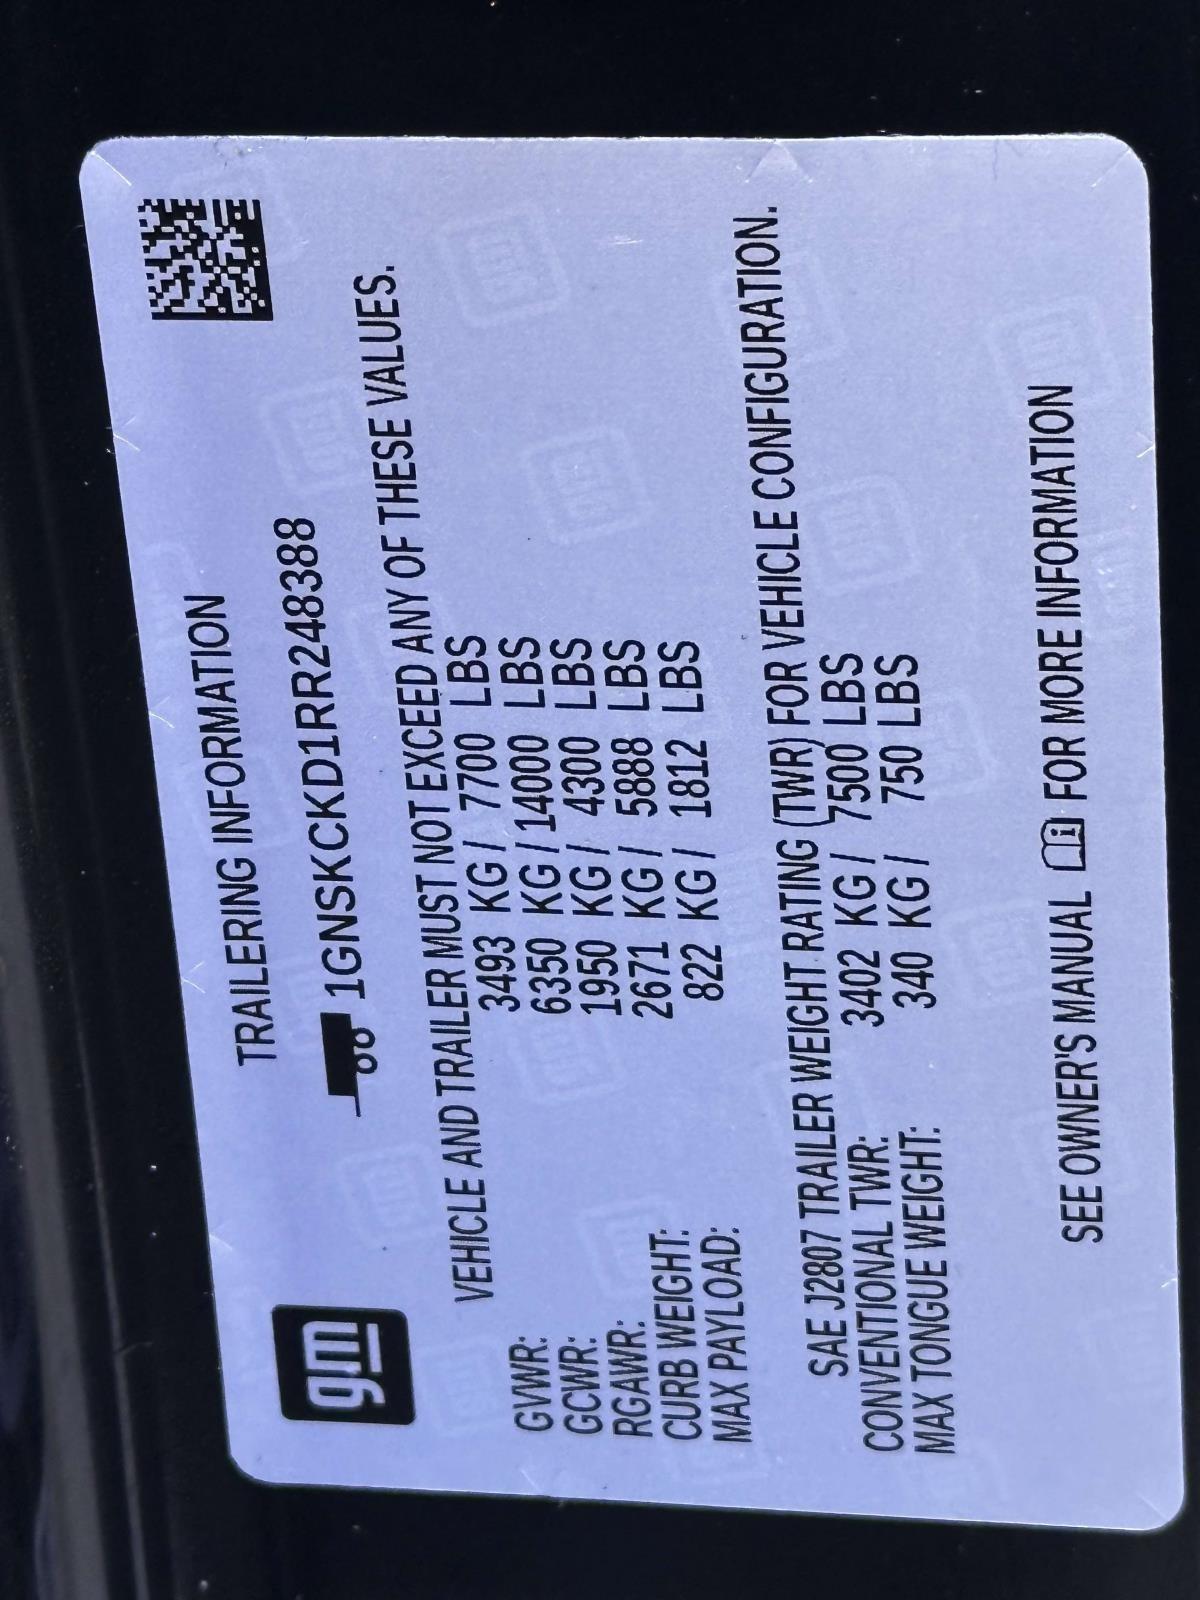 TRAILERING INFORMATION
1GNSKCKD1RR248388
gm
VEHICLE AND TRAILER MUST NOT EXCEED ANY OF THESE VALUES.
GVWR: 3493 KG / 7700 LBS
GCWR: 6350 KG / 14000 LBS
RGAWR: 1950 KG / 4300 LBS
CURB WEIGHT: 2671 KG / 5888 LBS
MAX PAYLOAD: 822 KG / 1812 LBS
SAE J2807 TRAILER WEIGHT RATING (TWR) FOR VEHICLE CONFIGURATION.
CONVENTIONAL TWR: 3402 KG / 7500 LBS
MAX TONGUE WEIGHT: 340 KG / 750 LBS
SEE OWNER'S MANUAL FOR MORE INFORMATION